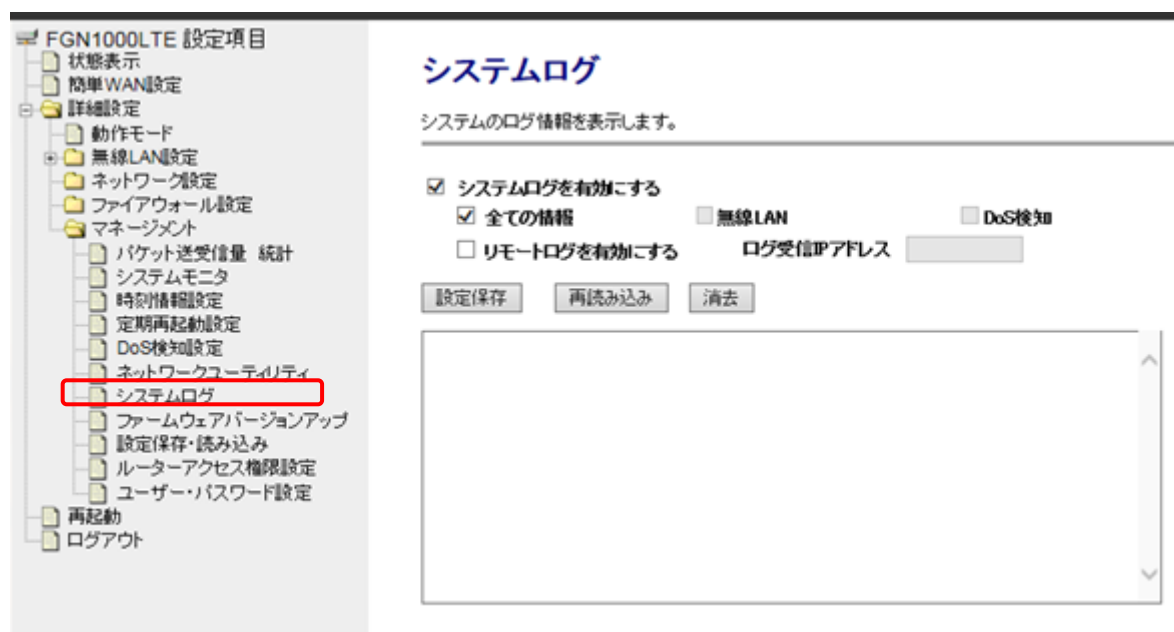 FGN1000LTE 設定項目
状態表示
簡単WAN設定
詳細設定
動作モード
無線LAN設定
ネットワーク設定
ファイアウォール設定
マネージメント
パケット送受信量 統計
システムモニタ
時刻情報設定
定期再起動設定
DoS検知設定
ネットワークユーティリティ
システムログ
ファームウェアバージョンアップ
設定保存・読み込み
ルーターアクセス権限設定
ユーザー・パスワード設定
再起動
ログアウト
システムログ
システムのログ情報を表示します。
システムログを有効にする
全ての情報 無線LAN DoS検知
リモートログを有効にする ログ受信IPアドレス
設定保存 再読み込み 消去